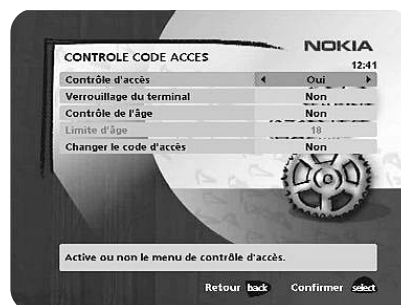 NOKIA
CONTROLE CODE ACCES
12:41
Contrôle d'accès Oui
Verrouillage du terminal Non
Contrôle de l'âge Non
Limite d'âge 18
Changer le code d'accès Non
Active ou non le menu de contrôle d'accès.
Retour back Confirmer select